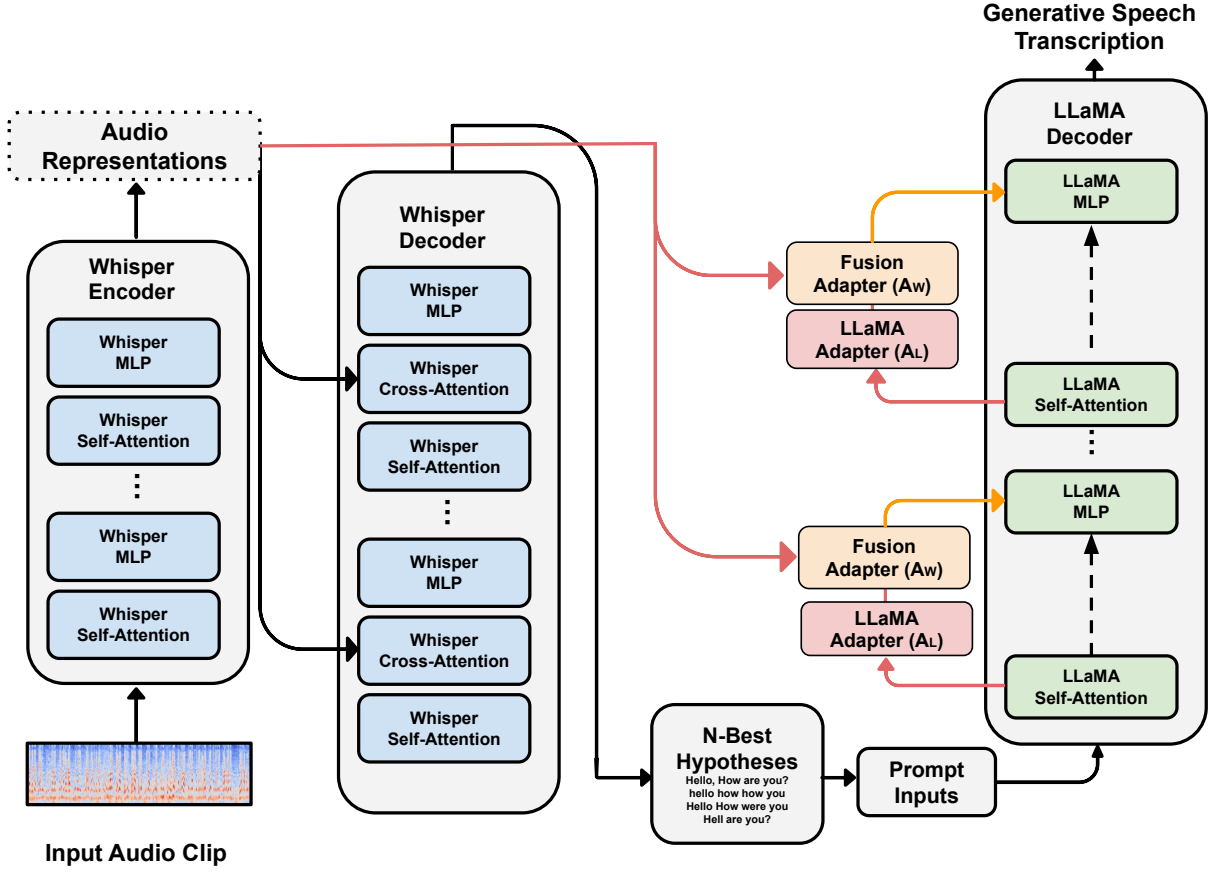 Generative Speech
Transcription
Audio
Representations
Whisper
Encoder
Whisper
MLP
Whisper
Self-Attention
⋮
Whisper
MLP
Whisper
Self-Attention
Input Audio Clip
Whisper
Decoder
Whisper
MLP
Whisper
Cross-Attention
Whisper
Self-Attention
⋮
Whisper
MLP
Whisper
Cross-Attention
Whisper
Self-Attention
N-Best
Hypotheses
Hello, How are you?
hello how how you
Hello How were you
Hell are you?
Prompt
Inputs
Fusion
Adapter (Aw)
LLaMA
Adapter (AL)
Fusion
Adapter (Aw)
LLaMA
Adapter (AL)
LLaMA
Decoder
LLaMA
MLP
LLaMA
Self-Attention
⋮
LLaMA
MLP
LLaMA
Self-Attention